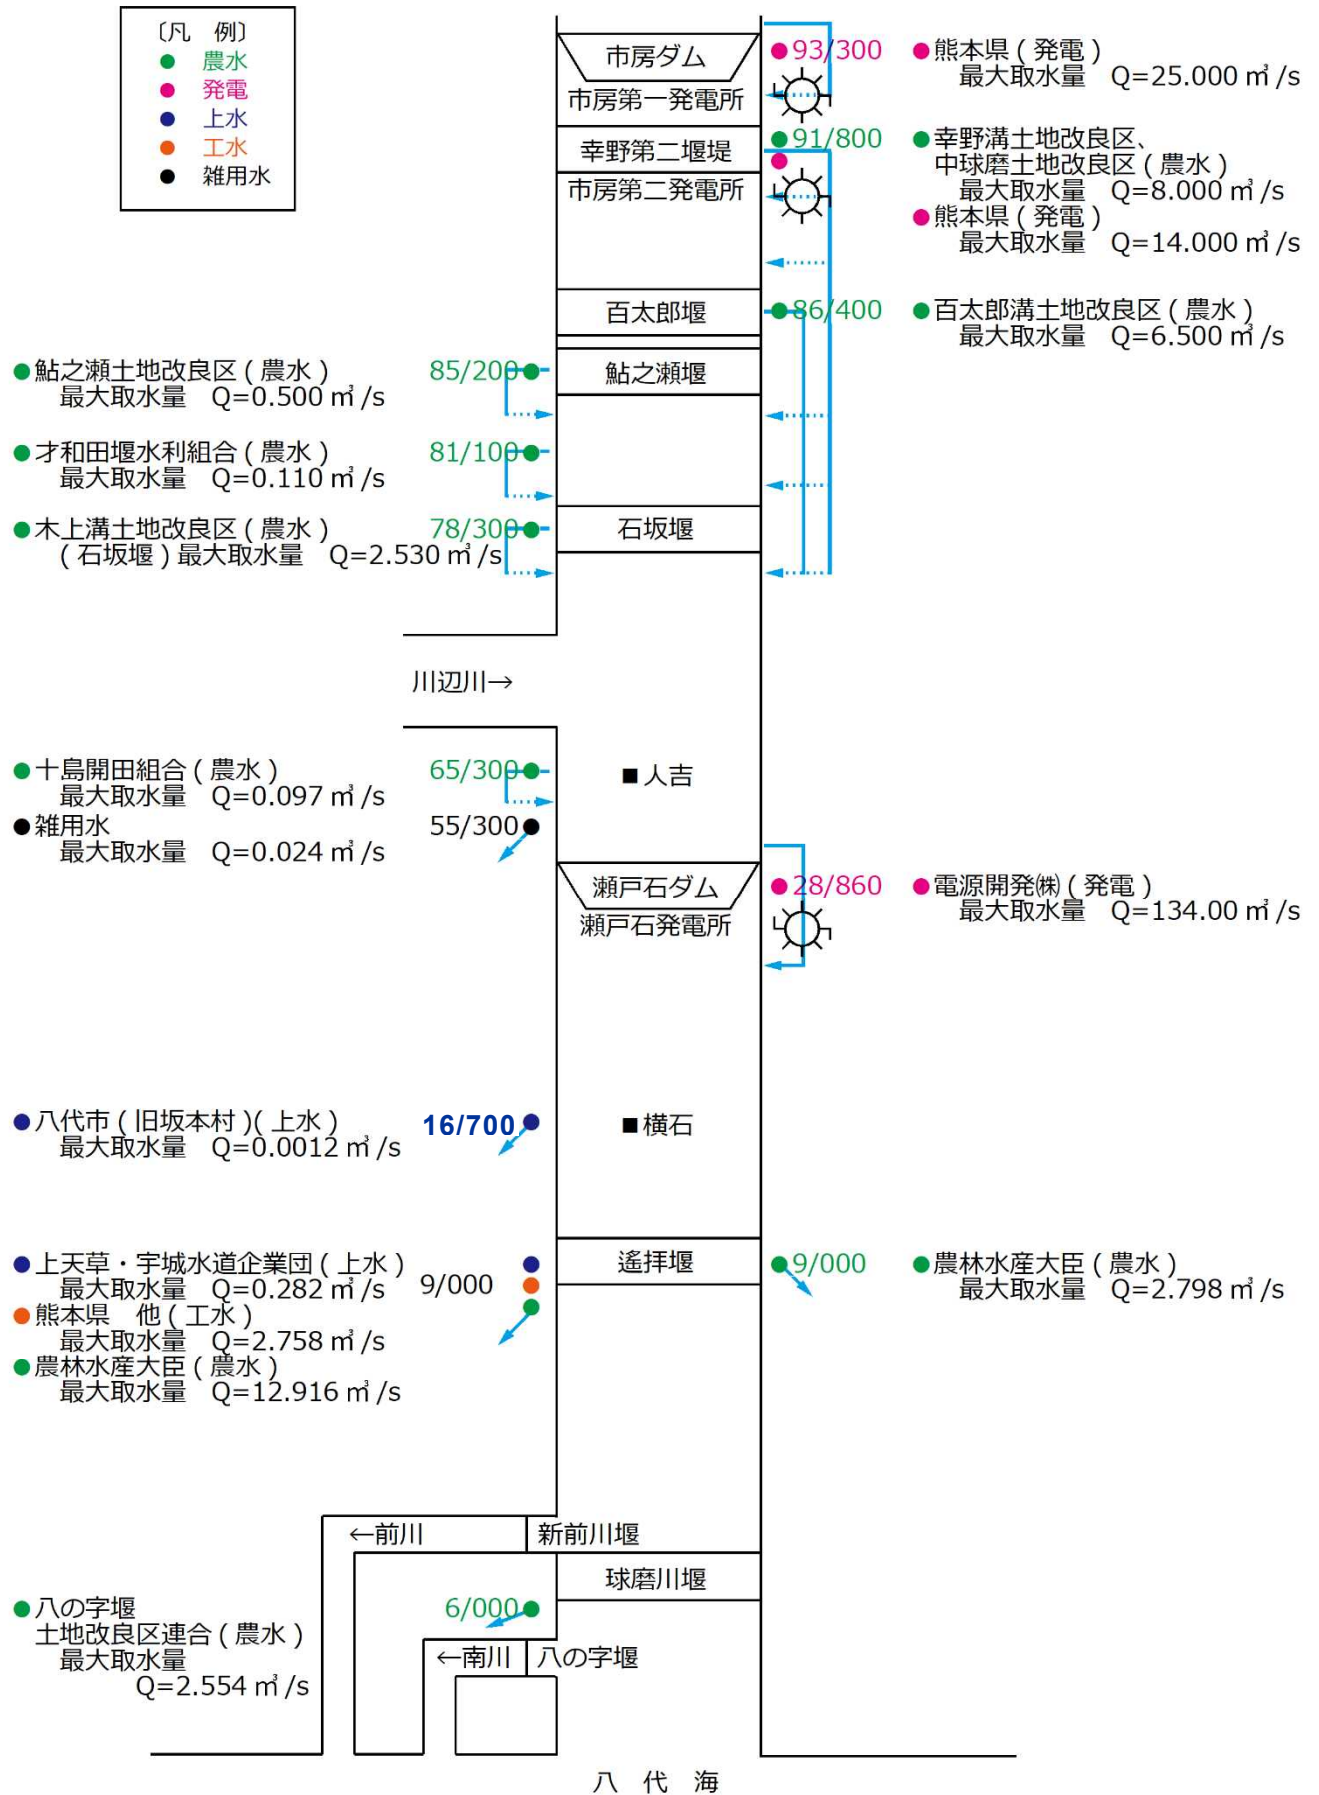 〔凡　例〕
● 農水
● 発電
● 上水
● 工水
● 雑用水
市房ダム
市房第一発電所
●93/300
●熊本県(発電)
最大取水量　Q=25.000㎥/s
幸野第二堰堤
市房第二発電所
●91/800
●幸野溝土地改良区、
中球磨土地改良区(農水)
最大取水量　Q=8.000㎥/s
●熊本県(発電)
最大取水量　Q=14.000㎥/s
百太郎堰
●86/400
●百太郎溝土地改良区(農水)
最大取水量　Q=6.500㎥/s
●鮎之瀬土地改良区(農水)
最大取水量　Q=0.500㎥/s
85/200●
鮎之瀬堰
●才和田堰水利組合(農水)
最大取水量　Q=0.110㎥/s
81/100●
●木上溝土地改良区(農水)
(石坂堰)最大取水量　Q=2.530㎥/s
78/300●
石坂堰
川辺川→
●十島開田組合(農水)
最大取水量　Q=0.097㎥/s
65/300●
■人吉
●雑用水
最大取水量　Q=0.024㎥/s
55/300●
瀬戸石ダム
瀬戸石発電所
●28/860
●電源開発㈱(発電)
最大取水量　Q=134.00㎥/s
●八代市(旧坂本村)(上水)
最大取水量　Q=0.0012㎥/s
16/700●
■横石
●上天草・宇城水道企業団(上水)
最大取水量　Q=0.282㎥/s
●熊本県　他(工水)
最大取水量　Q=2.758㎥/s
●農林水産大臣(農水)
最大取水量　Q=12.916㎥/s
9/000
遙拝堰
●9/000
●農林水産大臣(農水)
最大取水量　Q=2.798㎥/s
←前川
新前川堰
球磨川堰
●八の字堰
土地改良区連合(農水)
最大取水量
Q=2.554㎥/s
6/000●
←南川
八の字堰
八　代　海